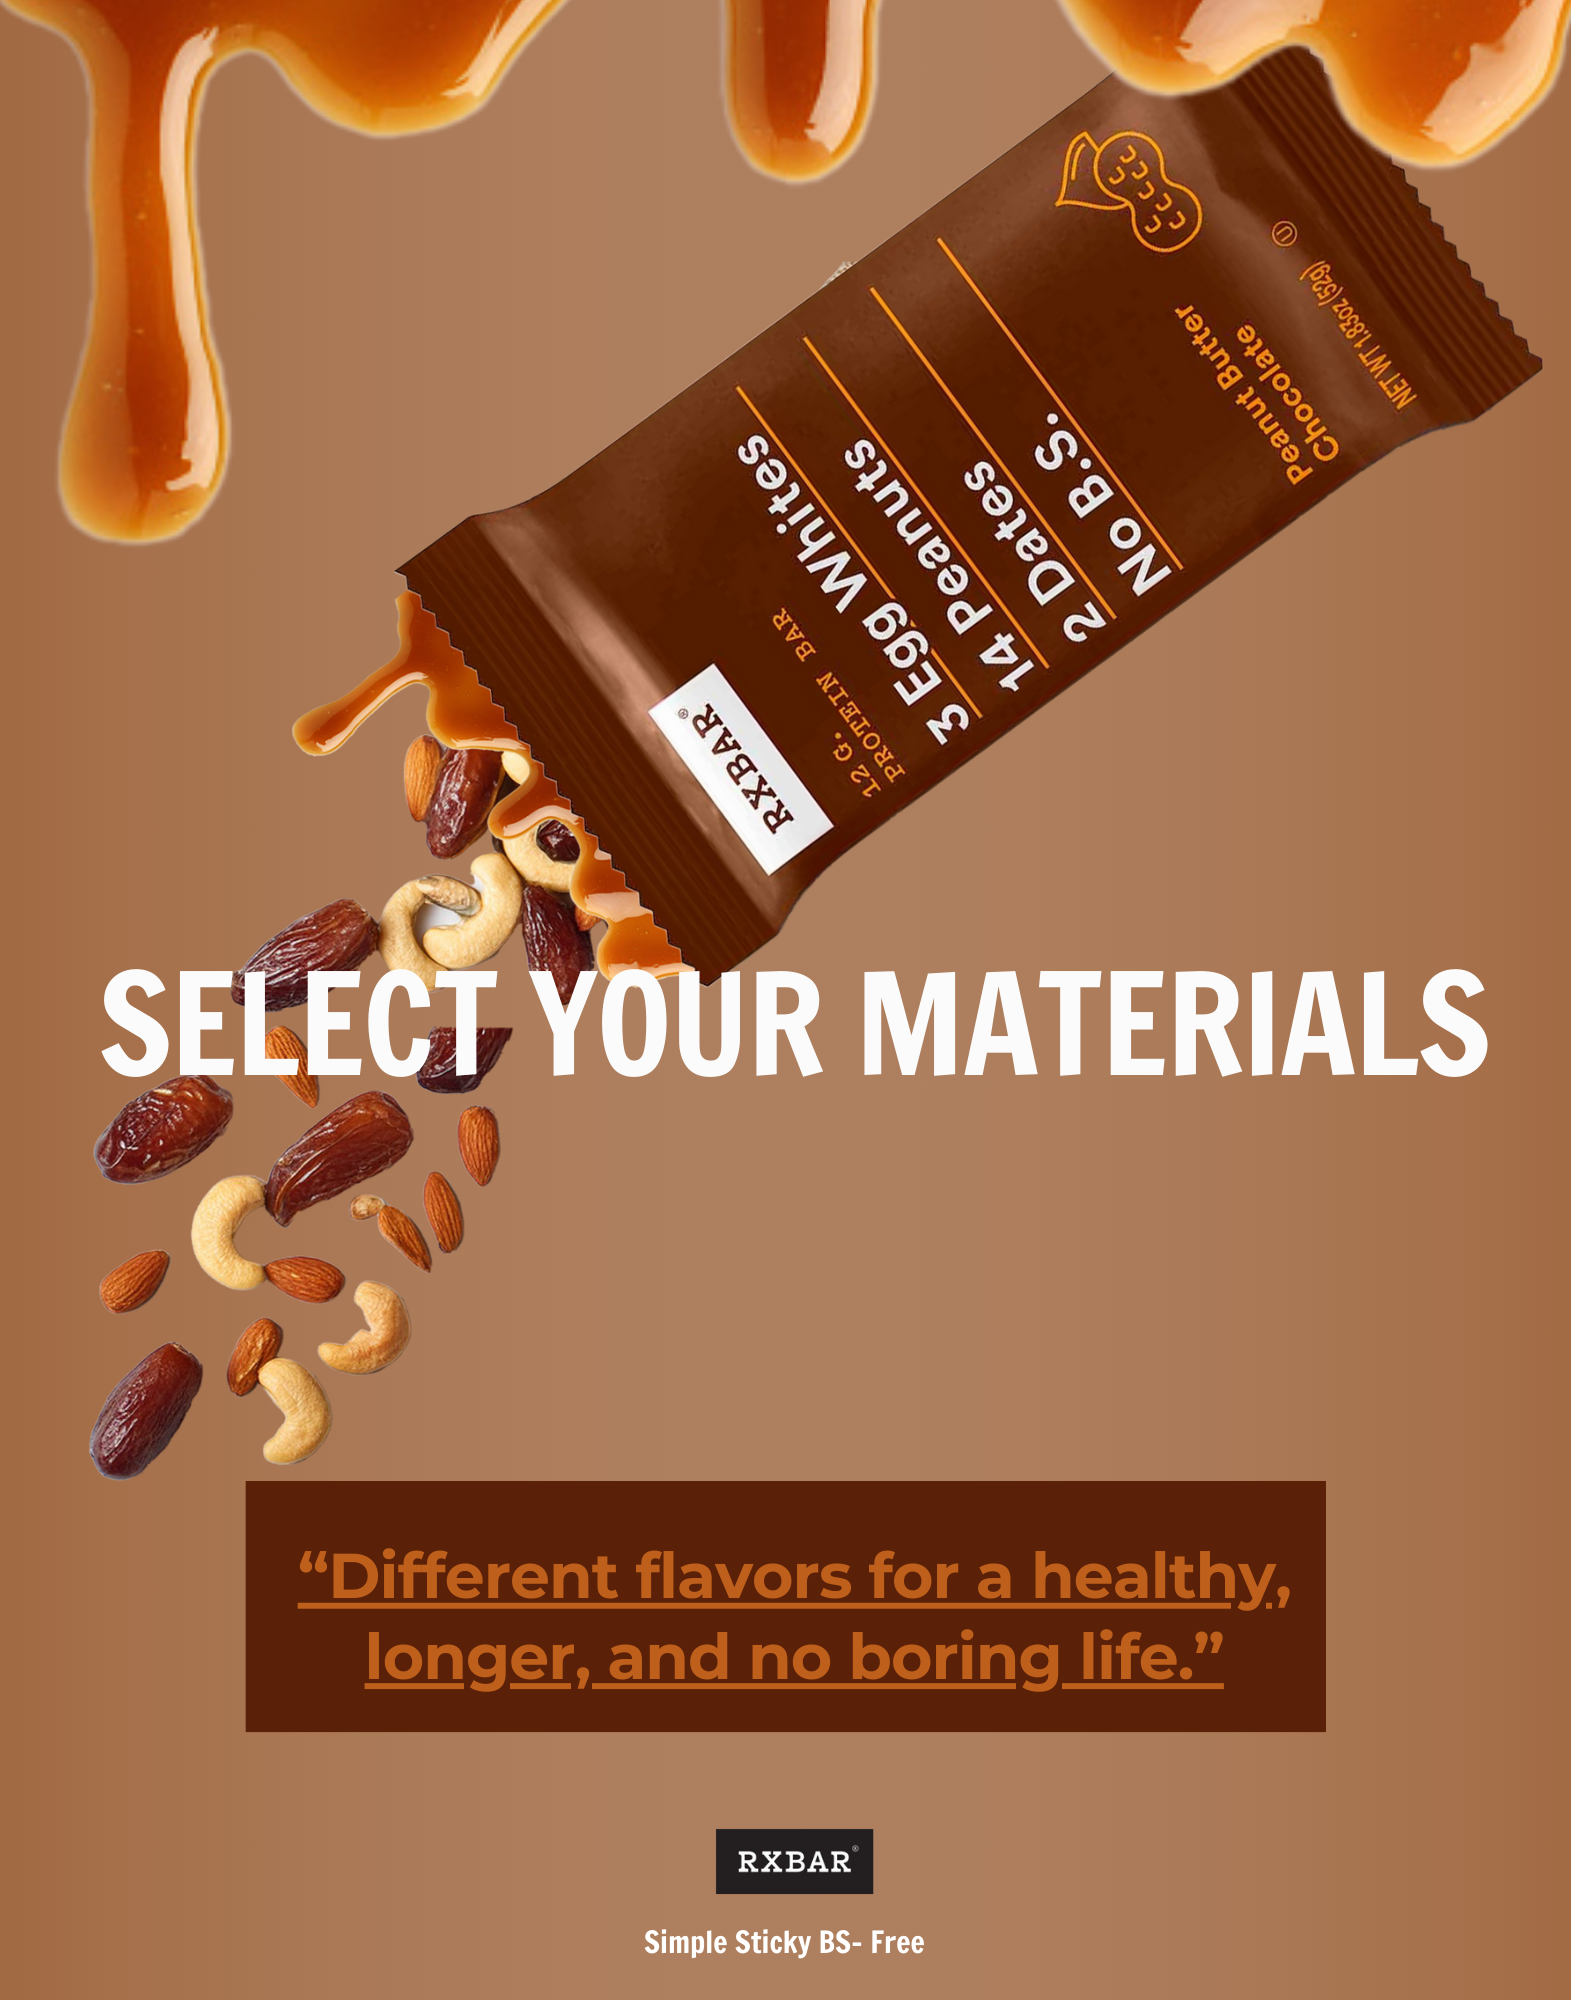 RXBAR®
12 G.
PROTEIN BAR
3 Egg Whites
14 Peanuts
2 Dates
No B.S.
Peanut Butter
Chocolate
U
NET WT 1.83oz (52g)
SELECT YOUR MATERIALS
“Different flavors for a healthy,
longer, and no boring life.”
RXBAR®
Simple Sticky BS- Free